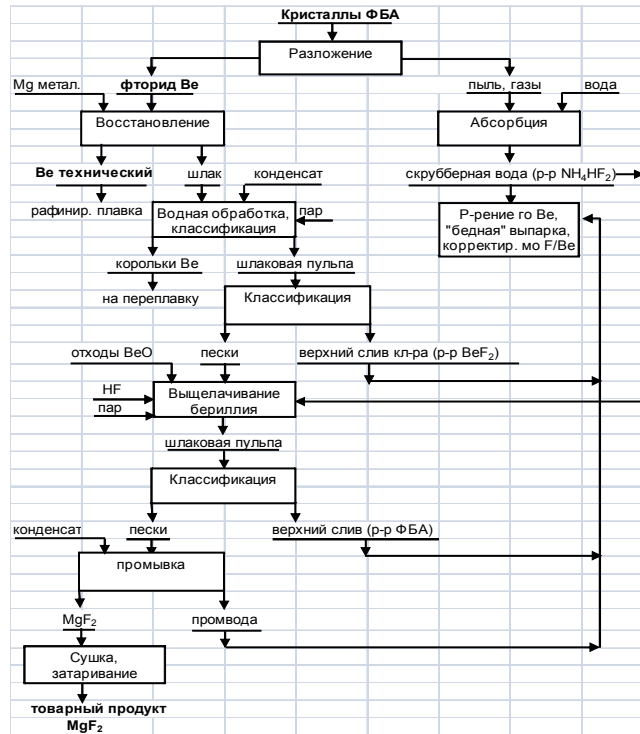 Кристаллы ФБА
Разложение
Mg метал.
фторид Be
пыль, газы
вода
Восстановление
Абсорбция
Be технический
шлак
конденсат
скрубберная вода (р-р NH₄HF₂)
рафинир. плавка
Водная обработка,
классификация
пар
Р-рение го Be,
"бедная" выпарка,
корректир. мо F/Be
корольки Be
шлаковая пульпа
на переплавку
Классификация
отходы BeO
пески
верхний слив кл-ра (р-р BeF₂)
HF
пар
Выщелачивание
бериллия
шлаковая пульпа
Классификация
конденсат
пески
верхний слив (р-р ФБА)
промывка
MgF₂
промвода
Сушка,
затаривание
товарный продукт
MgF₂